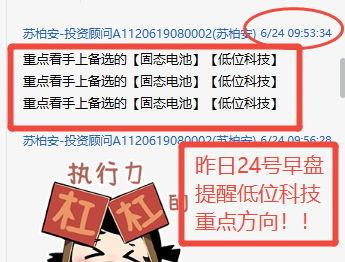 苏柏安-投资顾问A1120619080002(苏柏安) 6/24 09:53:34
重点看手上备选的【固态电池】【低位科技】
重点看手上备选的【固态电池】【低位科技】
重点看手上备选的【固态电池】【低位科技】
苏柏安-投资顾问A1120619080002(苏柏安) 6/24 09:56:28
执行力
杠杠的
昨日24号早盘
提醒低位科技
重点方向！！